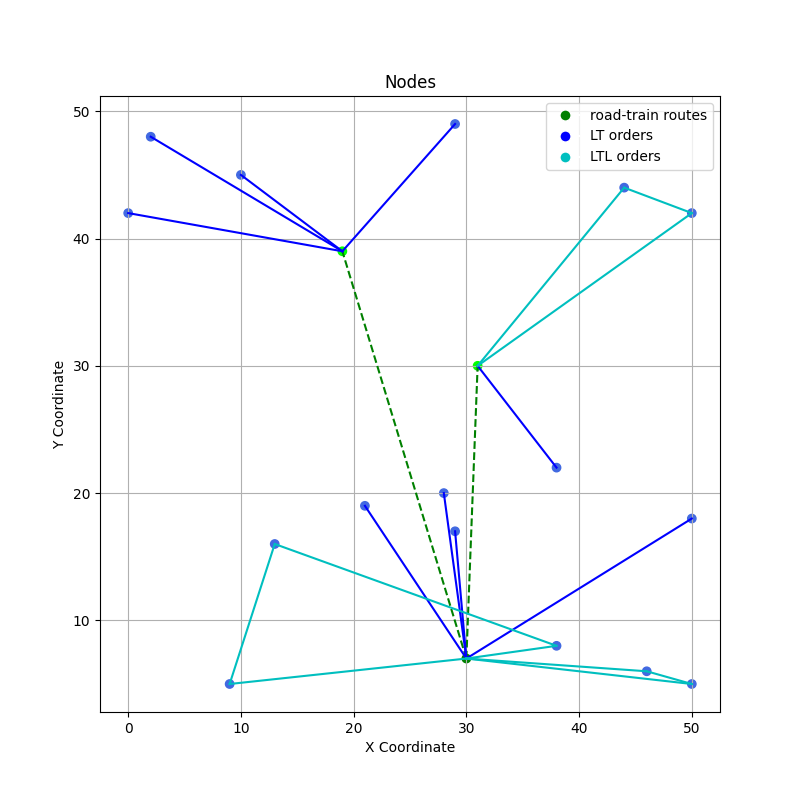 Nodes
road-train routes
LT orders
LTL orders
50
40
30
20
10
Y Coordinate
0 10 20 30 40 50
X Coordinate